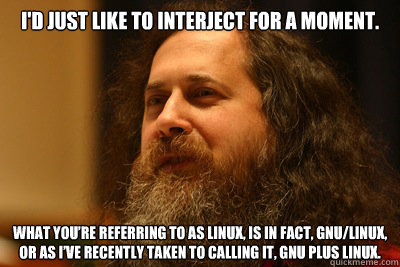 I'D JUST LIKE TO INTERJECT FOR A MOMENT.
WHAT YOU'RE REFERRING TO AS LINUX, IS IN FACT, GNU/LINUX,
OR AS I'VE RECENTLY TAKEN TO CALLING IT, GNU PLUS LINUX.
quickmeme.com